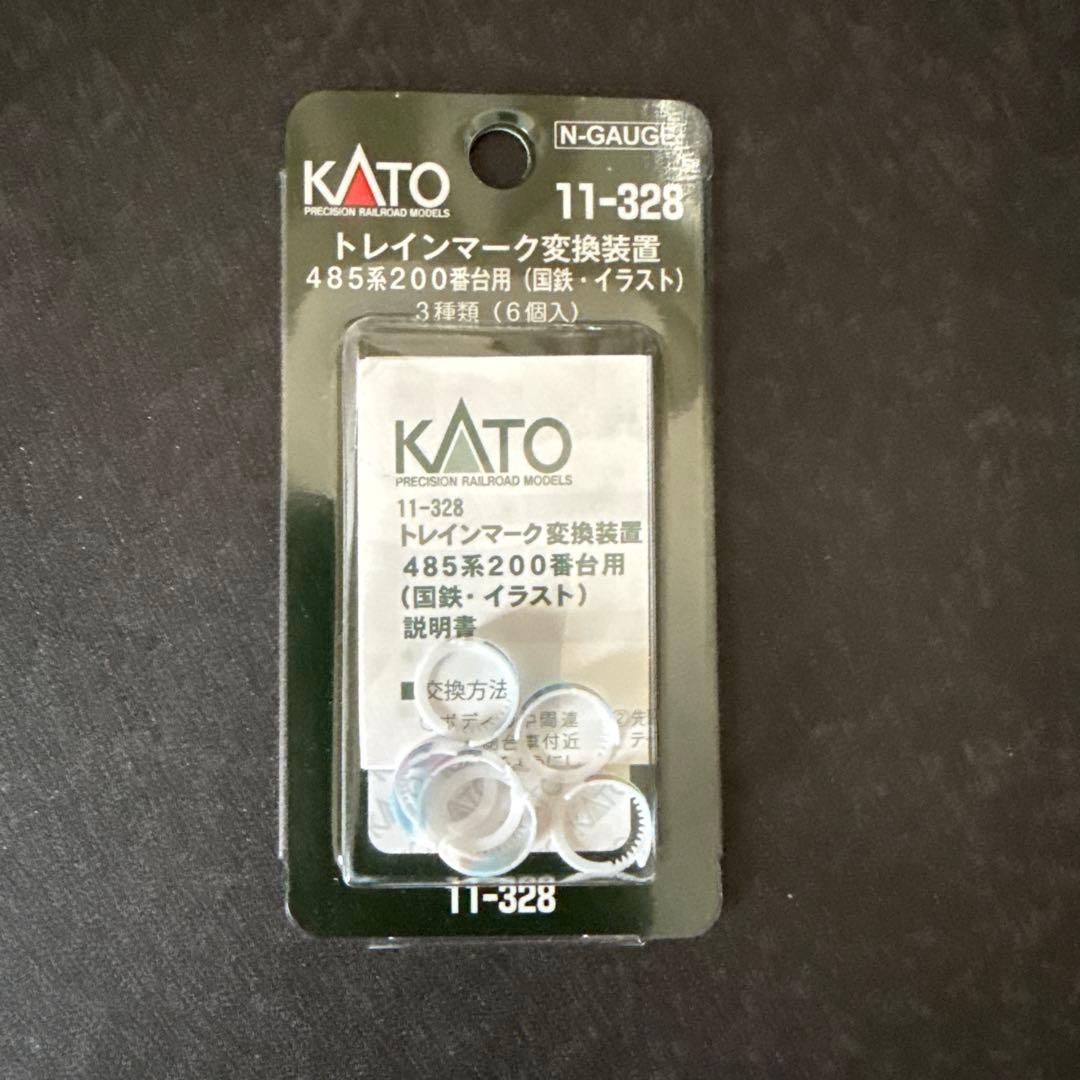 N-GAUGE
KATO
PRECISION RAILROAD MODELS
11-328
トレインマーク変換装置
485系200番台用(国鉄・イラスト)
3種類(6個入)
KATO
PRECISION RAILROAD MODELS
11-328
トレインマーク変換装置
485系200番台用
(国鉄・イラスト)
説明書
■交換方法
KATO
11-328